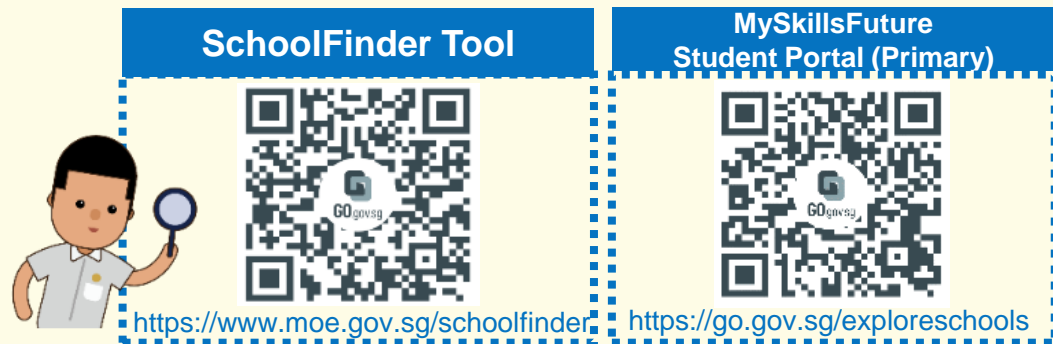 SchoolFinder Tool
MySkillsFuture
Student Portal (Primary)
GOgovsg
GOgovsg
https://www.moe.gov.sg/schoolfinder
https://go.gov.sg/exploreschools